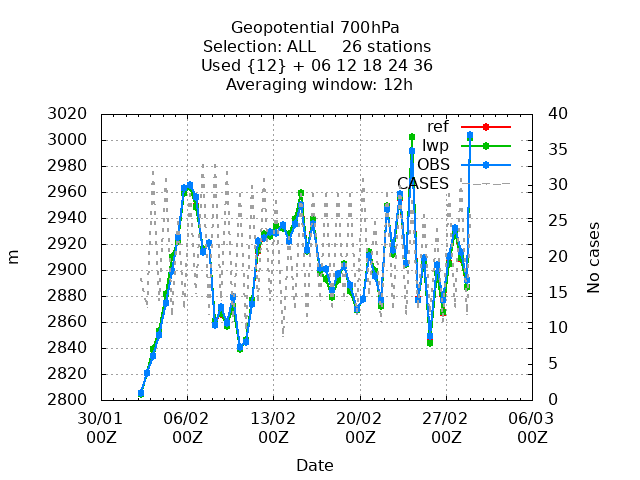 Geopotential 700hPa
Selection: ALL     26 stations
Used {12} + 06 12 18 24 36
Averaging window: 12h
ref
lwp
OBS
CASES
3020
3000
2980
2960
2940
2920
2900
2880
2860
2840
2820
2800
40
35
30
25
20
15
10
5
0
m
No cases
30/01 06/02 13/02 20/02 27/02 06/03
00Z 00Z 00Z 00Z 00Z 00Z
Date